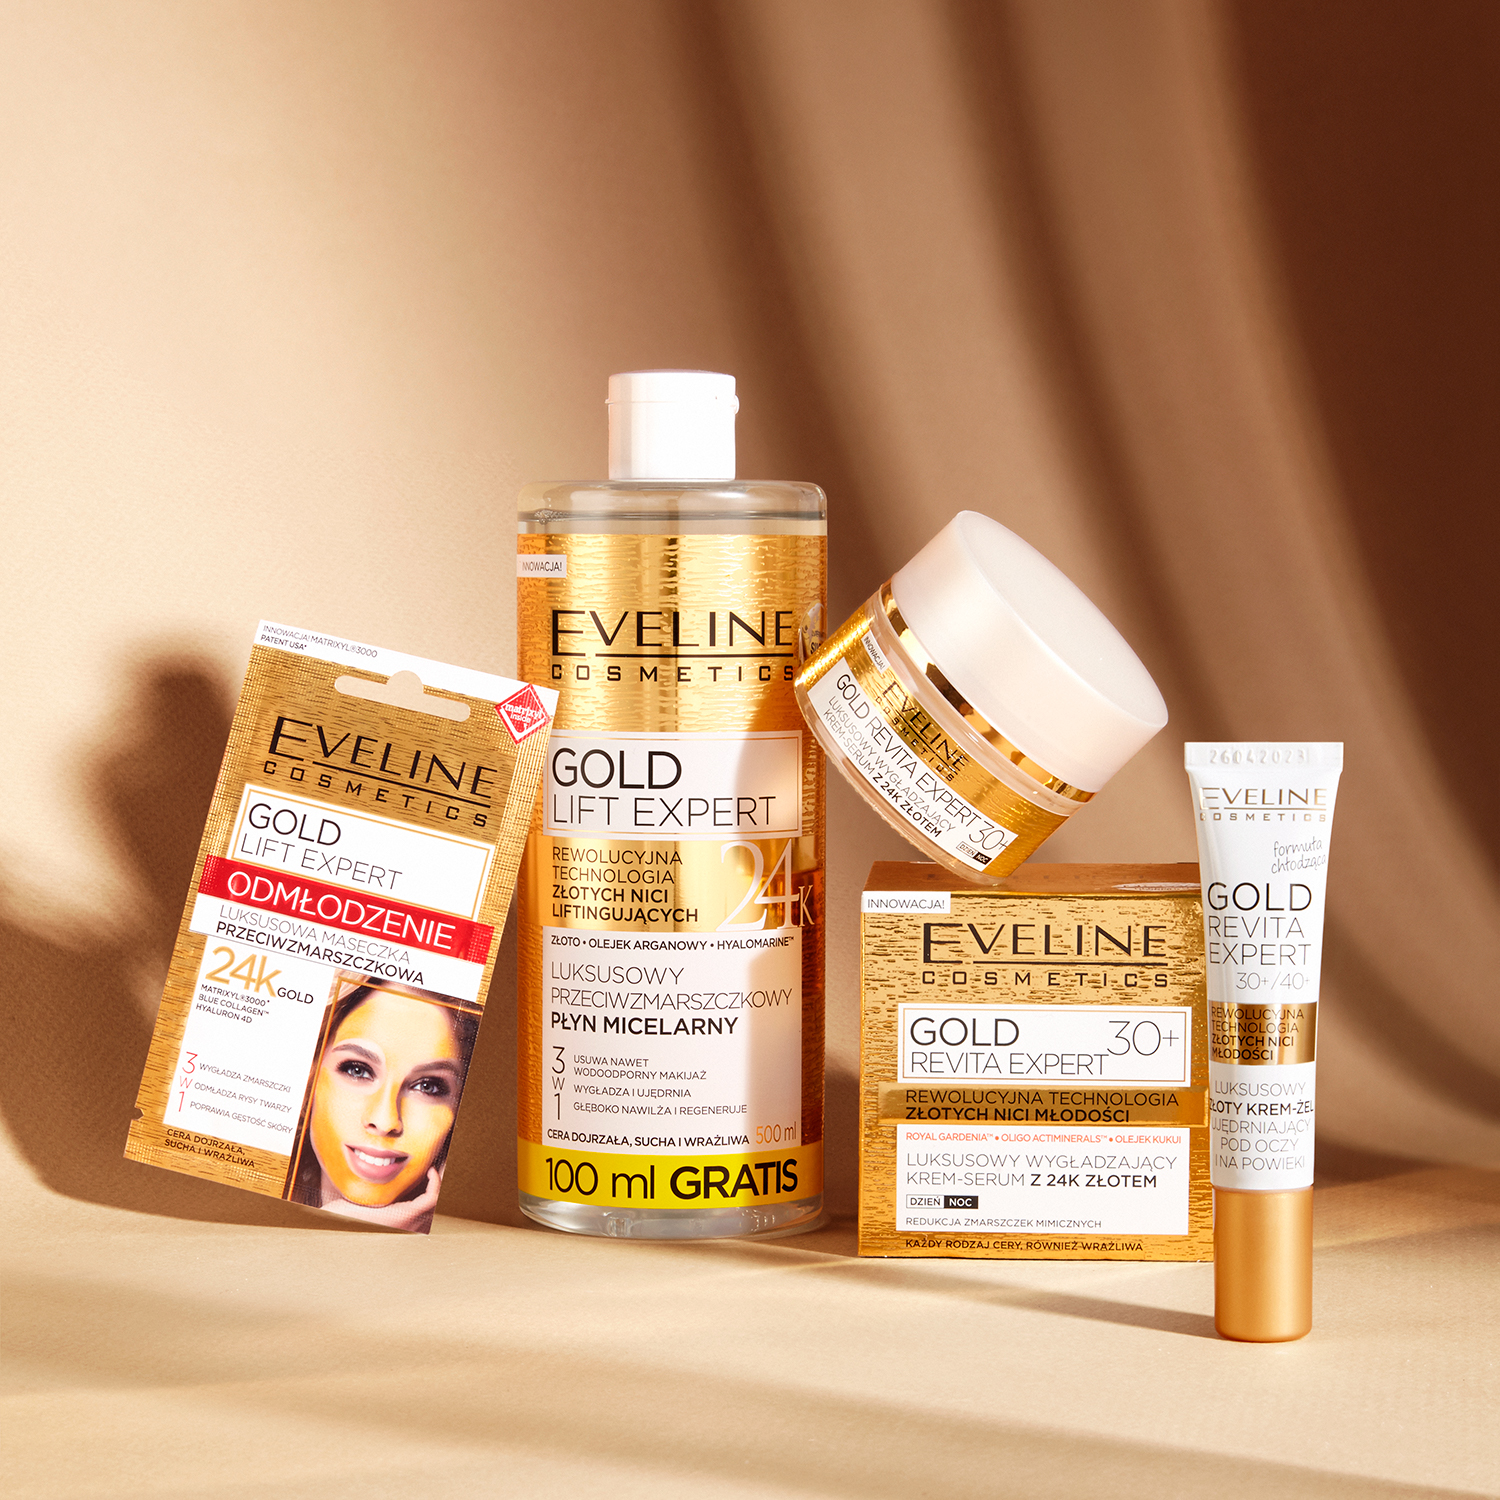 INNOWACJA! MATRIXYL®3000
PATENT USA*
matrixyl
inside
EVELINE
COSMETICS
GOLD
LIFT EXPERT
ODMŁODZENIE
LUKSUSOWA MASECZKA
PRZECIWZMARSZCZKOWA
24k GOLD
MATRIXYL®3000*
BLUE COLLAGEN™
HYALURON 4D
3 W 1
WYGŁADZA ZMARSZCZKI
ODMŁADZA RYSY TWARZY
POPRAWIA GĘSTOŚĆ SKÓRY
CERA DOJRZAŁA,
SUCHA I WRAŻLIWA
INNOWACJA!
EVELINE
COSMETICS
GOLD
LIFT EXPERT
REWOLUCYJNA
TECHNOLOGIA
ZŁOTYCH NICI
LIFTINGUJĄCYCH
24K
ZŁOTO • OLEJEK ARGANOWY • HYALOMARINE™
LUKSUSOWY
PRZECIWZMARSZCZKOWY
PŁYN MICELARNY
3 W 1
USUWA NAWET
WODOODPORNY MAKIJAŻ
WYGŁADZA I UJĘDRNIA
GŁĘBOKO NAWILŻA I REGENERUJE
CERA DOJRZAŁA, SUCHA I WRAŻLIWA 500 ml
100 ml GRATIS
INNOWACJA!
EVELINE
COSMETICS
GOLD REVITA EXPERT 30+
LUKSUSOWY WYGŁADZAJĄCY
KREM-SERUM Z 24K ZŁOTEM
DZIEŃ NOC
INNOWACJA!
EVELINE
COSMETICS
GOLD
REVITA EXPERT 30+
REWOLUCYJNA TECHNOLOGIA
ZŁOTYCH NICI MŁODOŚCI
ROYAL GARDENIA™ • OLIGO ACTIMINERALS™ • OLEJEK KUKUI
LUKSUSOWY WYGŁADZAJĄCY
KREM-SERUM Z 24K ZŁOTEM
DZIEŃ NOC
REDUKCJA ZMARSZCZEK MIMICZNYCH
KAŻDY RODZAJ CERY, RÓWNIEŻ WRAŻLIWA
26042023
EVELINE
COSMETICS
formuła
chłodząca
GOLD
REVITA
EXPERT
30+/40+
REWOLUCYJNA
TECHNOLOGIA
ZŁOTYCH NICI
MŁODOŚCI
LUKSUSOWY
ZŁOTY KREM-ŻEL
UJĘDRNIAJĄCY
POD OCZY
I NA POWIEKI